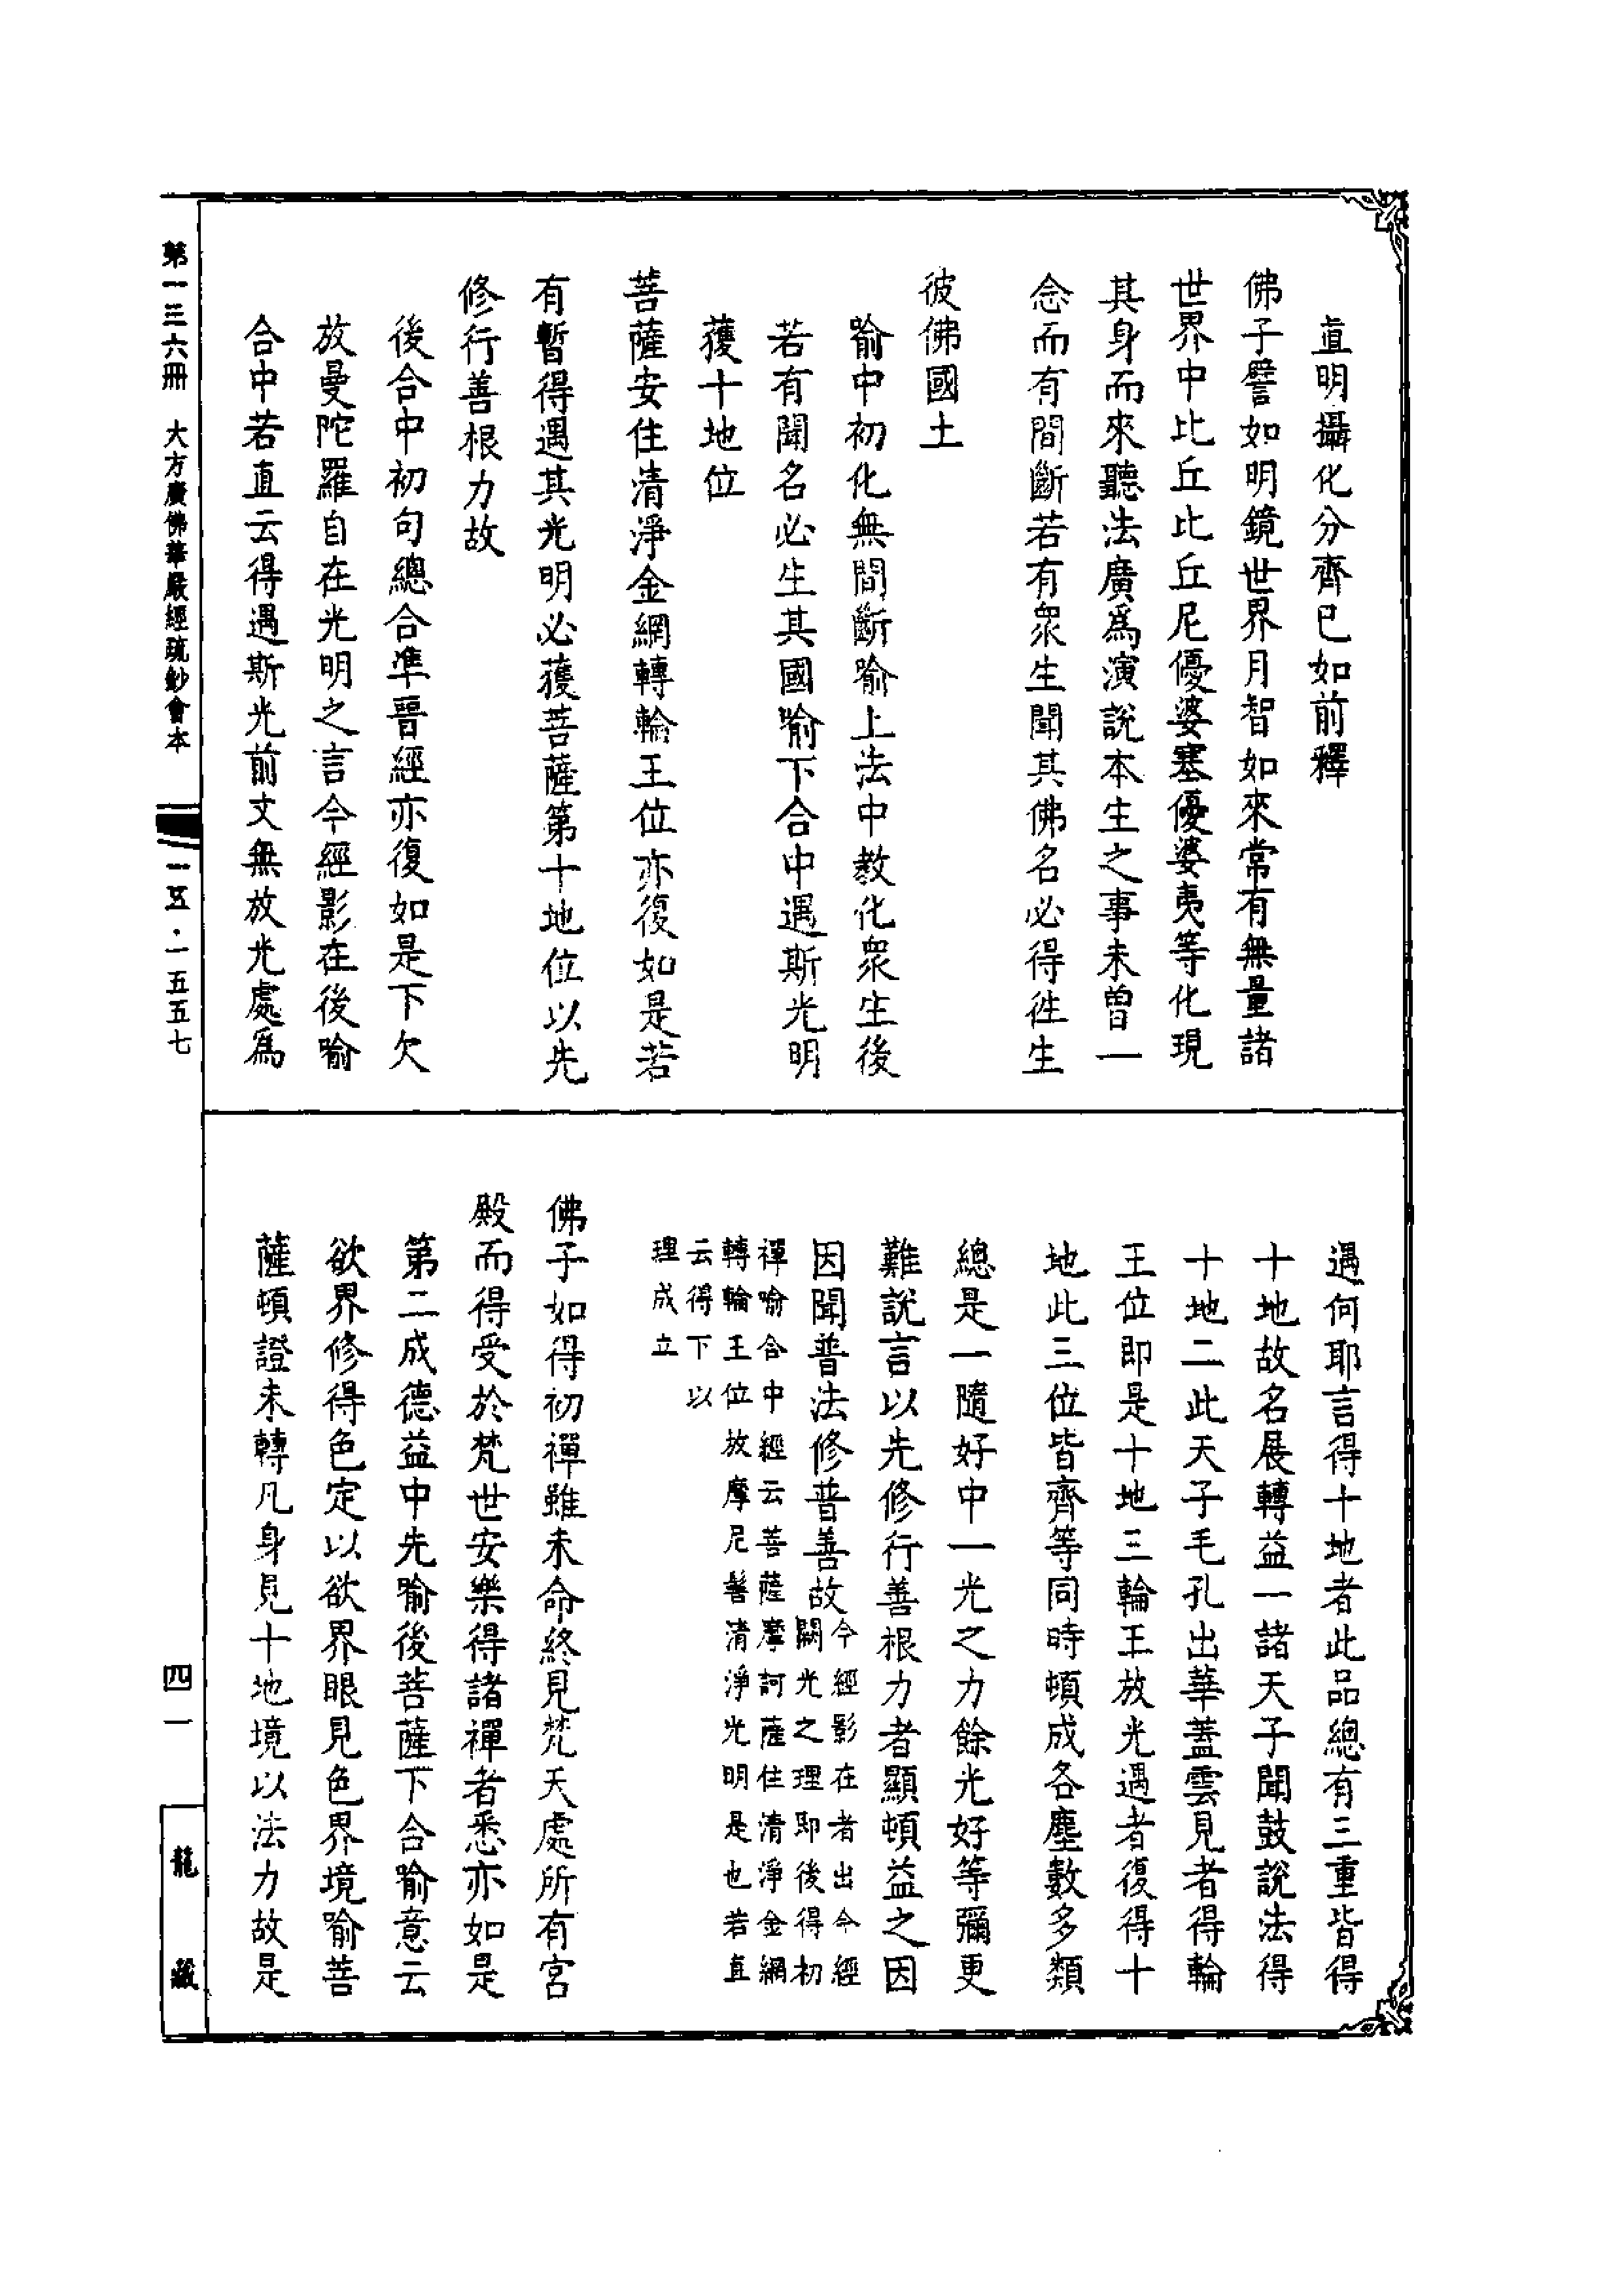 直明攝化分齊已如前釋
佛子譬如明鏡世界月智如來常有無量諸
世界中比丘比丘尼優婆塞優婆夷等化現
其身而來聽法廣爲演說本生之事未曾一
念而有間斷若有眾生聞其佛名必得往生
彼佛國土
喻中初化無間斷喻上法中教化眾生後
若有聞名必生其國喻下合中遇斯光明
獲十地位
菩薩安住清淨金網轉輪王位亦復如是若
有暫得遇其光明必獲菩薩第十地位以先
修行善根力故
後合中初句總合準晉經亦復如是下欠
放曼陀羅自在光明之言今經影在後喻
合中若直云得遇斯光前文無放光處爲
遇何耶言得十地者此品總有三重皆得
十地故名展轉益一諸天子聞鼓說法得
十地二此天子毛孔出華蓋雲見者得輪
王位即是十地三輪王放光遇者復得十
地此三位皆齊等同時頓成各塵數多類
總是一隨好中一光之力餘光好等彌更
難說言以先修行善根力者顯頓益之因
因聞普法修普善故今經影在者出今經
闕光之理即後得初
禪喻合中經云菩薩摩訶薩住清淨金網
轉輪王位放摩尼髻清淨光明是也若直
云得下以
理成立
佛子如得初禪雖未命終見梵天處所有宮
殿而得受於梵世安樂得諸禪者悉亦如是
第二成德益中先喻後菩薩下合喻意云
欲界修得色定以欲界眼見色界境喻菩
薩頓證未轉凡身見十地境以法力故是
第一三六冊 大方廣佛華嚴經疏鈔會本
一五·一五五七
四一
龍藏